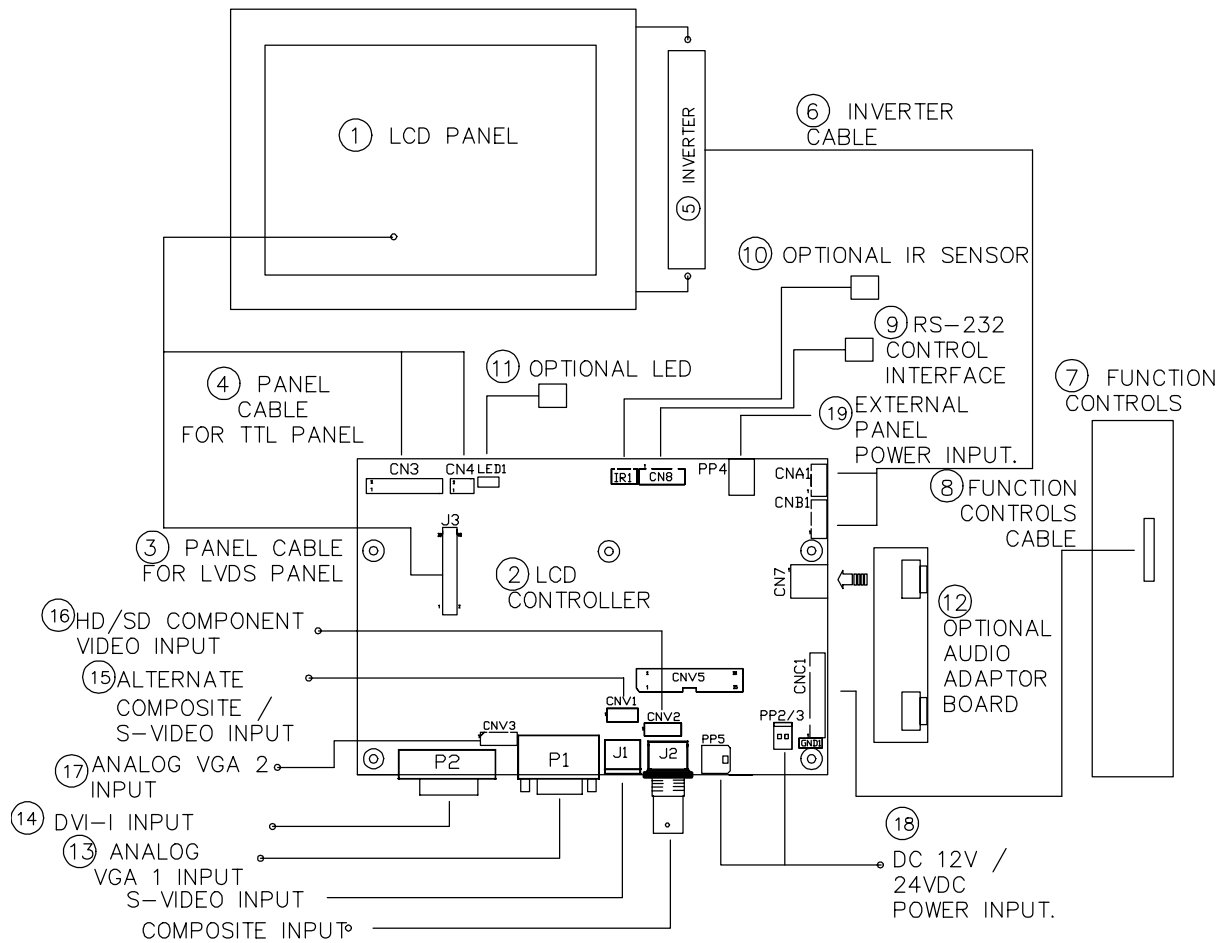 1 LCD PANEL
5 INVERTER
6 INVERTER
CABLE
10 OPTIONAL IR SENSOR
9 RS-232
CONTROL
INTERFACE
11 OPTIONAL LED
4 PANEL
CABLE
FOR TTL PANEL
7 FUNCTION
CONTROLS
19 EXTERNAL
PANEL
POWER INPUT.
CN3
CN4
LED1
IR1
CN8
PP4
CNA1
CNB1
8 FUNCTION
CONTROLS
CABLE
J3
3 PANEL CABLE
FOR LVDS PANEL
2 LCD
CONTROLLER
CN7
12
OPTIONAL
AUDIO
ADAPTOR
BOARD
16 HD/SD COMPONENT
VIDEO INPUT
15 ALTERNATE
COMPOSITE /
S-VIDEO INPUT
CNV5
CNC1
CNV1
CNV2
CNV3
PP2/3
PP5
GND1
P2
P1
J1
J2
17 ANALOG VGA 2
INPUT
14 DVI-I INPUT
13 ANALOG
VGA 1 INPUT
S-VIDEO INPUT
COMPOSITE INPUT
18
DC 12V /
24VDC
POWER INPUT.